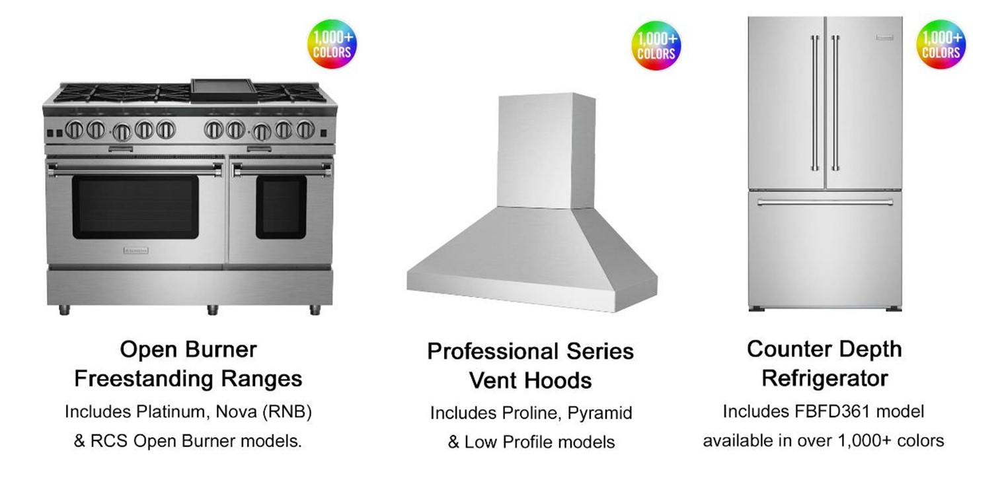 1,000+
COLORS
Open Burner
Freestanding Ranges
Includes Platinum, Nova (RNB)
& RCS Open Burner models.
1,000+
COLORS
Professional Series
Vent Hoods
Includes Proline, Pyramid
& Low Profile models
1,000+
COLORS
Counter Depth
Refrigerator
Includes FBFD361 model
available in over 1,000+ colors